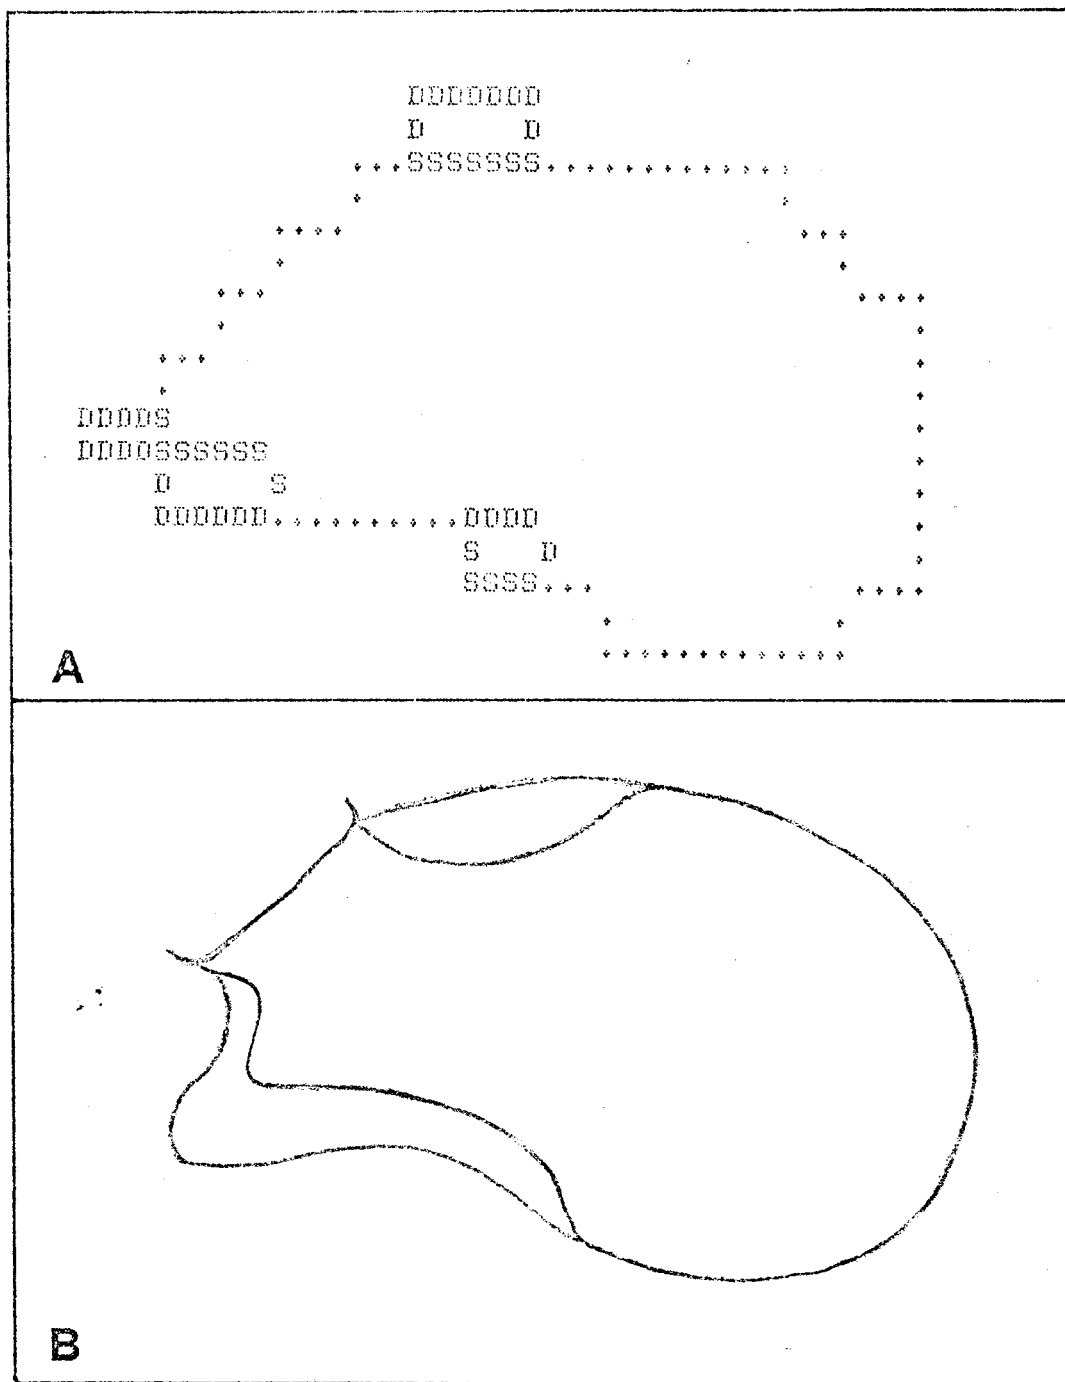 DDDDDDD
D D
...SSSSSSS.............
. .
.... ...
. .
... ....
. .
... .
. .
DDDDS .
DDDDSSSSSS .
D S .
DDDDDD..........DDDD .
S D .
SSSS... ....
. .
.............
A
B